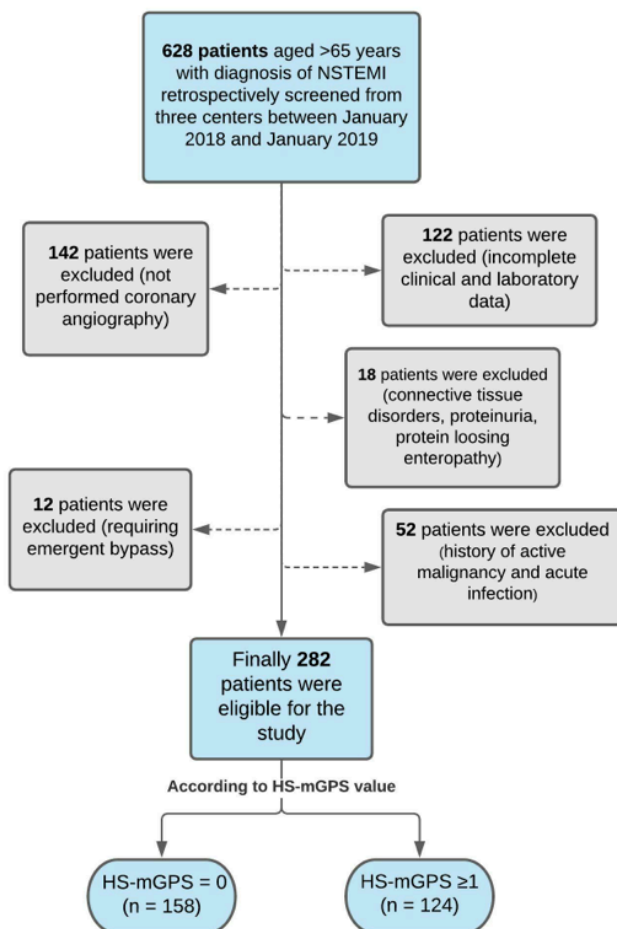 628 patients aged >65 years
with diagnosis of NSTEMI
retrospectively screened from
three centers between January
2018 and January 2019
142 patients were
excluded (not
performed coronary
angiography)
122 patients were
excluded (incomplete
clinical and laboratory
data)
18 patients were excluded
(connective tissue
disorders, proteinuria,
protein loosing
enteropathy)
12 patients were
excluded (requiring
emergent bypass)
52 patients were excluded
(history of active
malignancy and acute
infection)
Finally 282
patients were
eligible for the
study
According to HS-mGPS value
HS-mGPS = 0
(n = 158)
HS-mGPS ≥1
(n = 124)